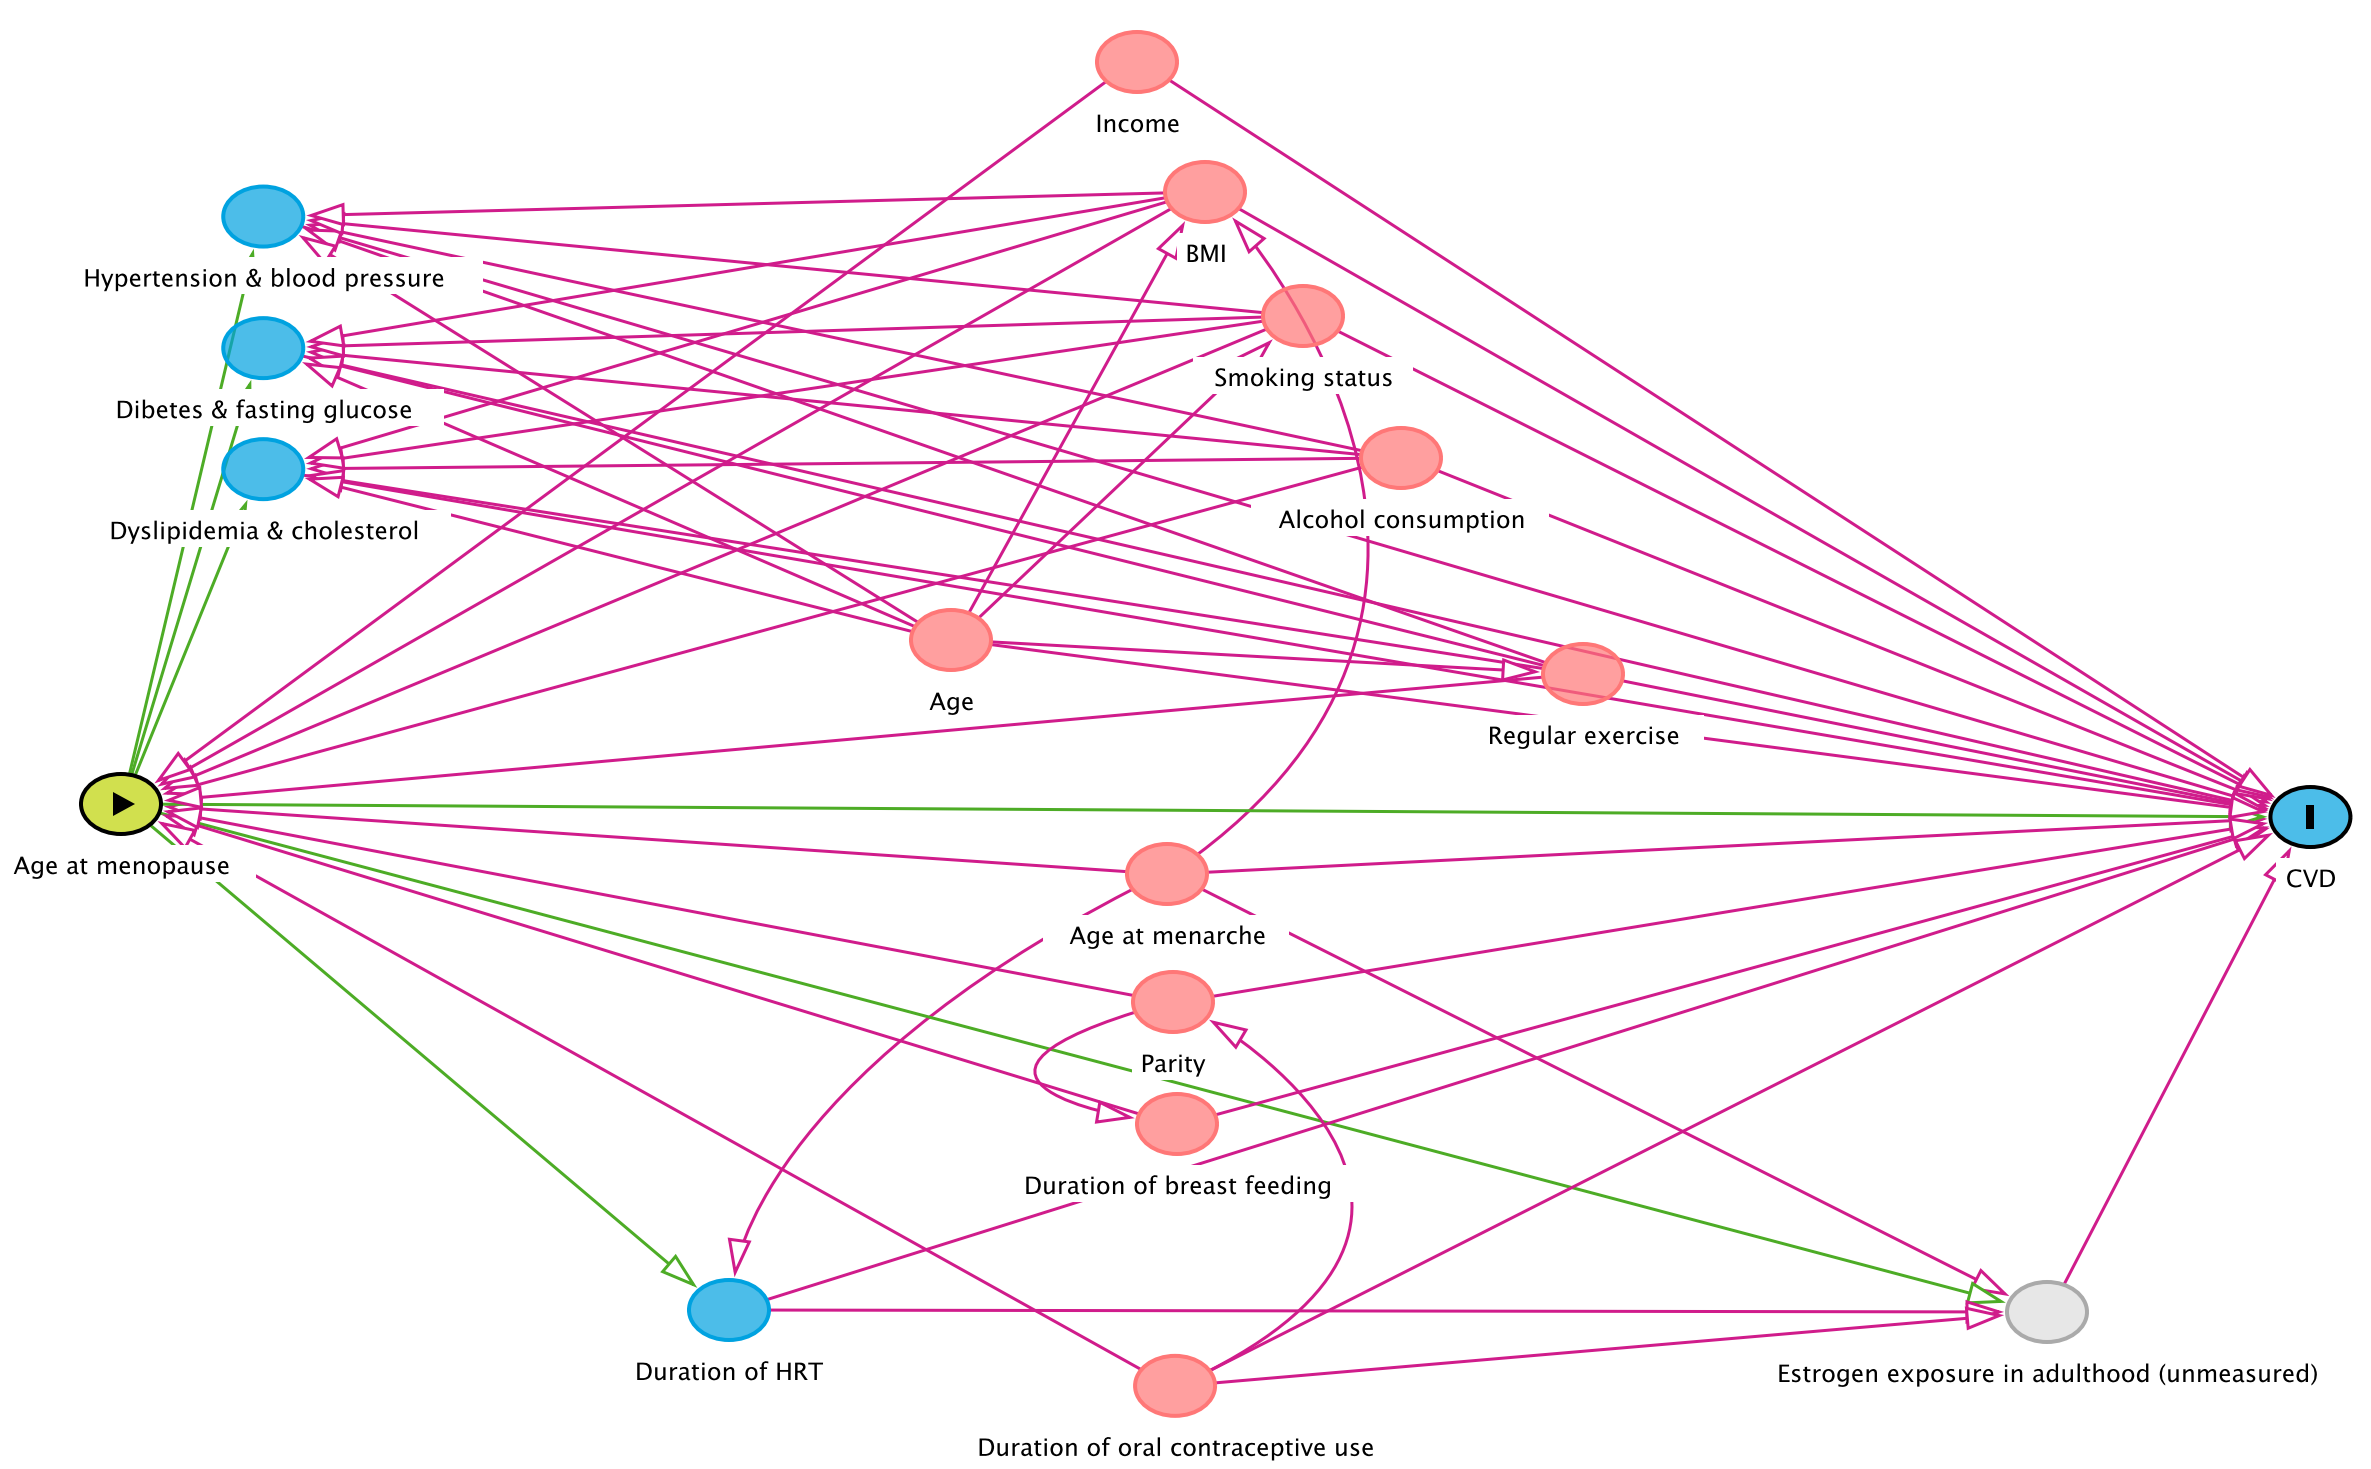 Income
BMI
Hypertension & blood pressure
Smoking status
Dibetes & fasting glucose
Alcohol consumption
Dyslipidemia & cholesterol
Age
Regular exercise
Age at menopause
CVD
Age at menarche
Parity
Duration of breast feeding
Duration of HRT
Estrogen exposure in adulthood (unmeasured)
Duration of oral contraceptive use